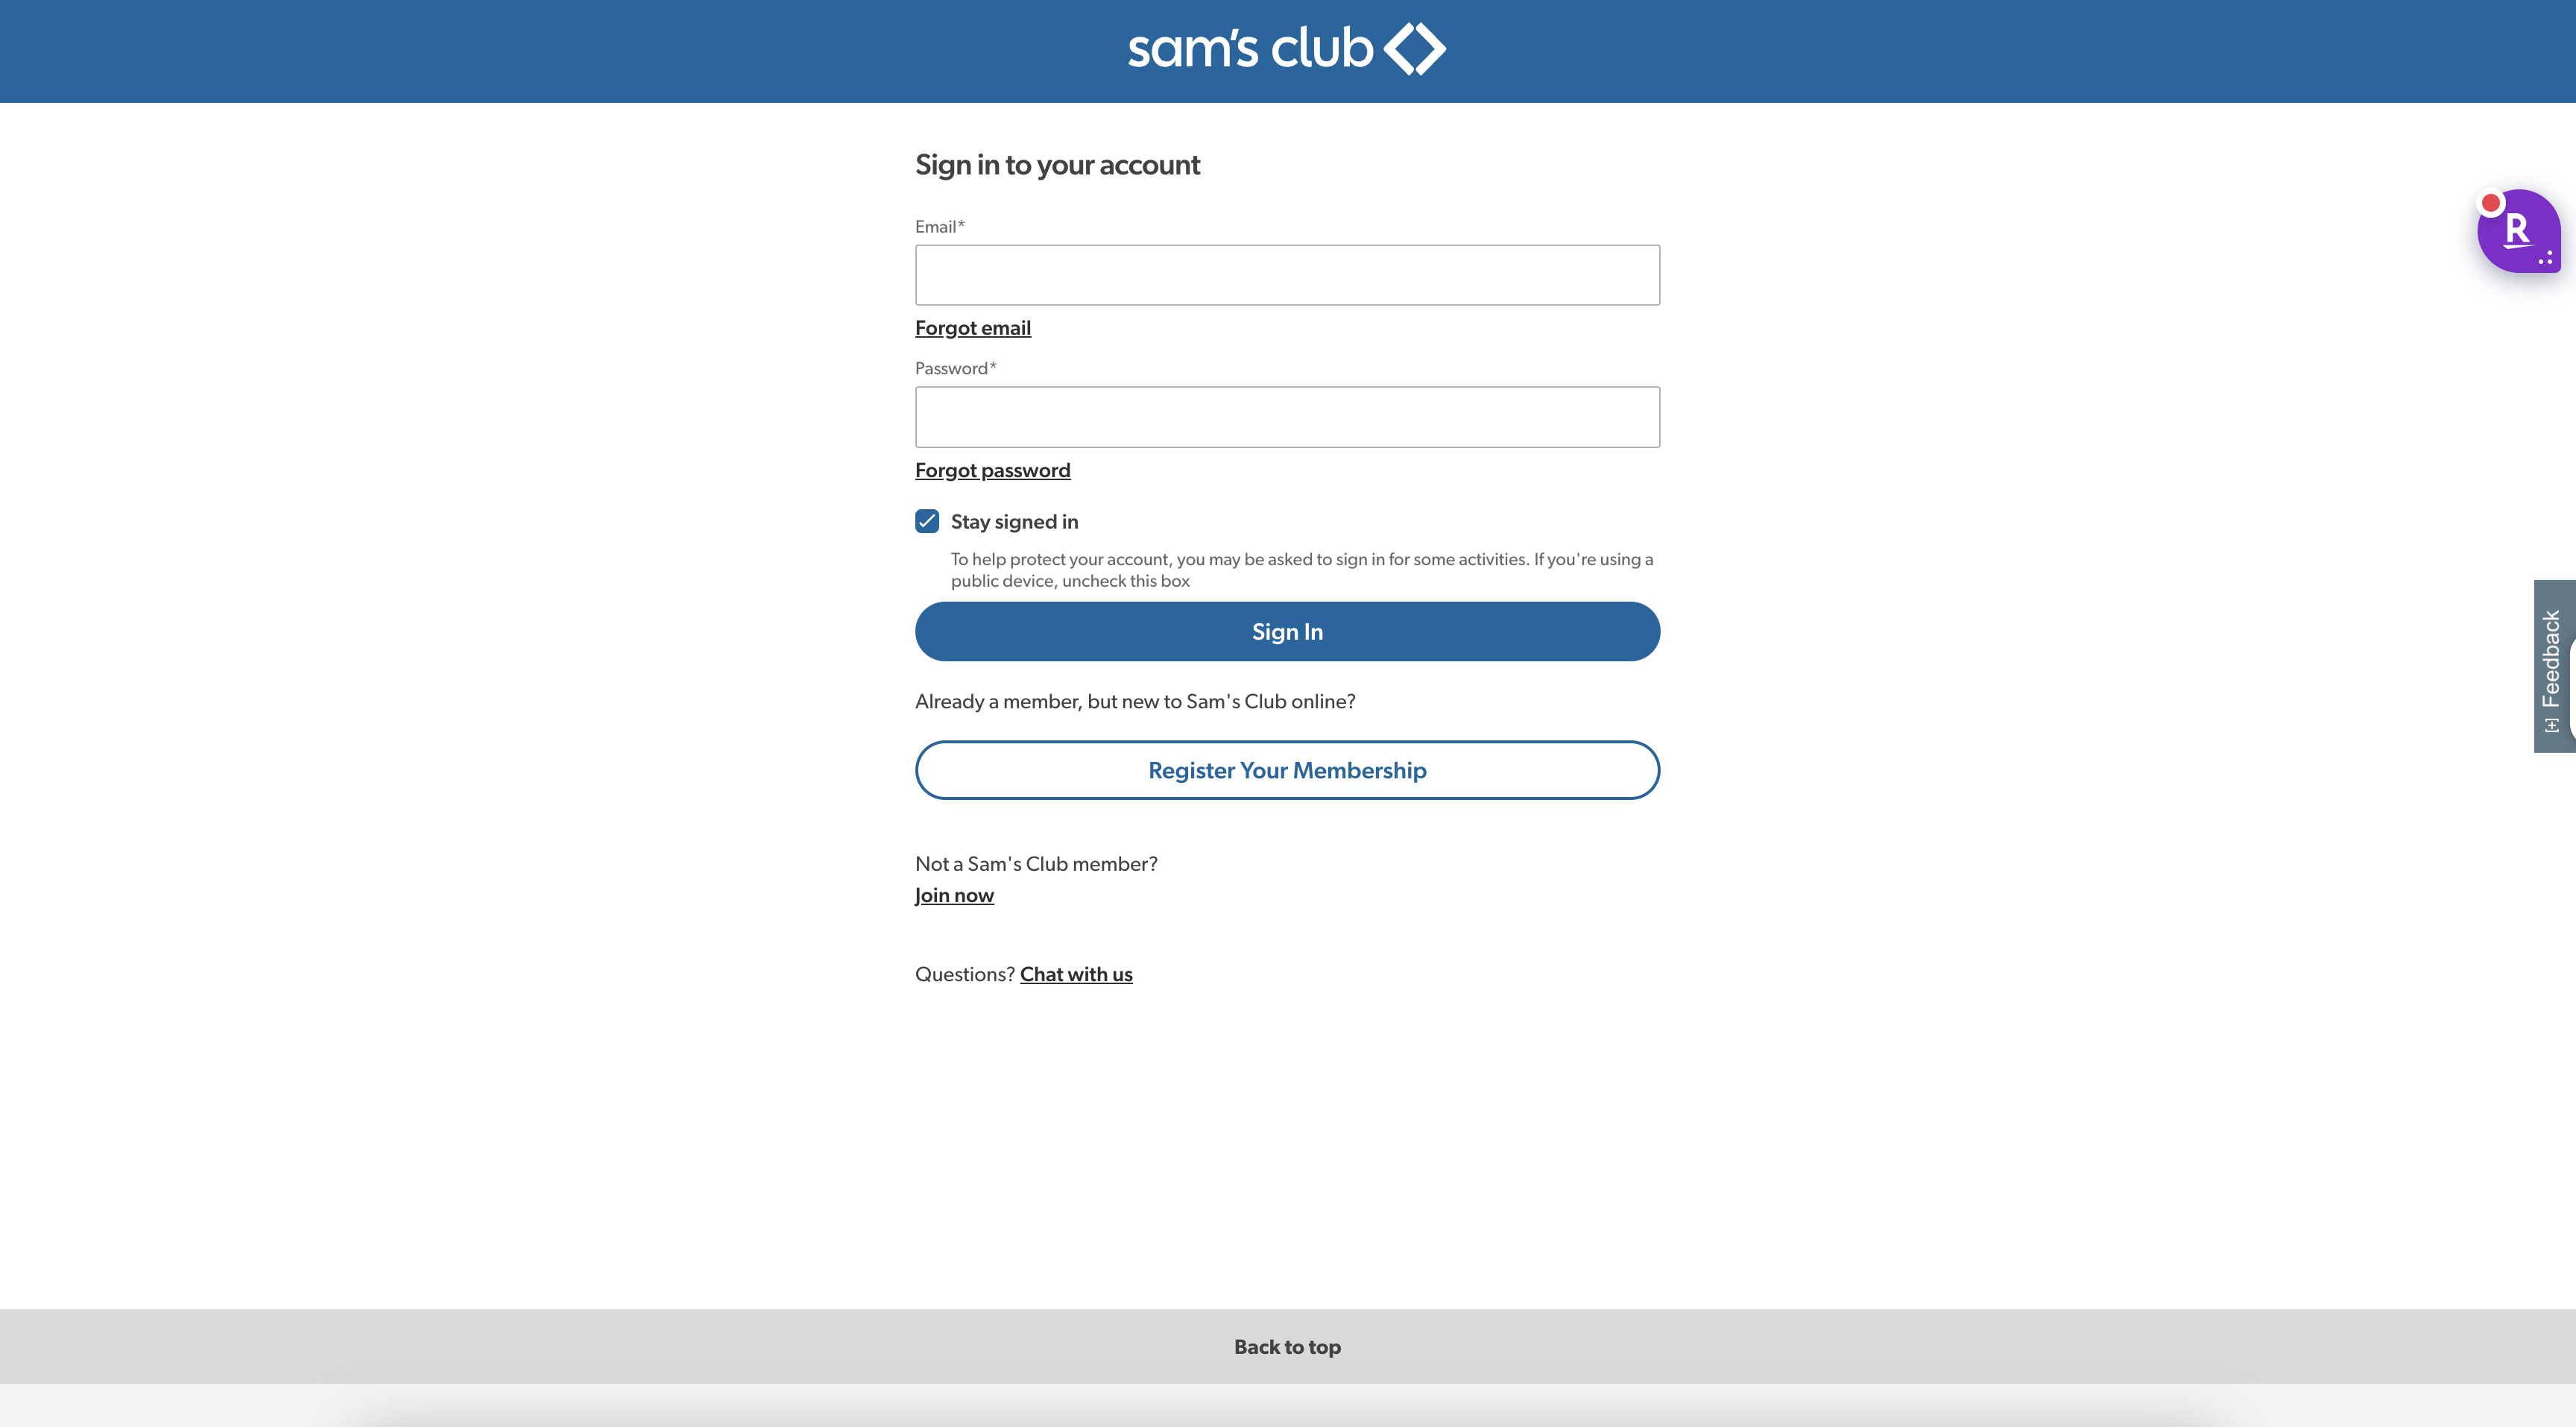 sam's club
Sign in to your account
Email*
Forgot email
Password*
Forgot password
Stay signed in
To help protect your account, you may be asked to sign in for some activities. If you're using a
public device, uncheck this box
Sign In
Already a member, but new to Sam's Club online?
Register Your Membership
Not a Sam's Club member?
Join now
Questions? Chat with us
R
[+] Feedback
Back to top